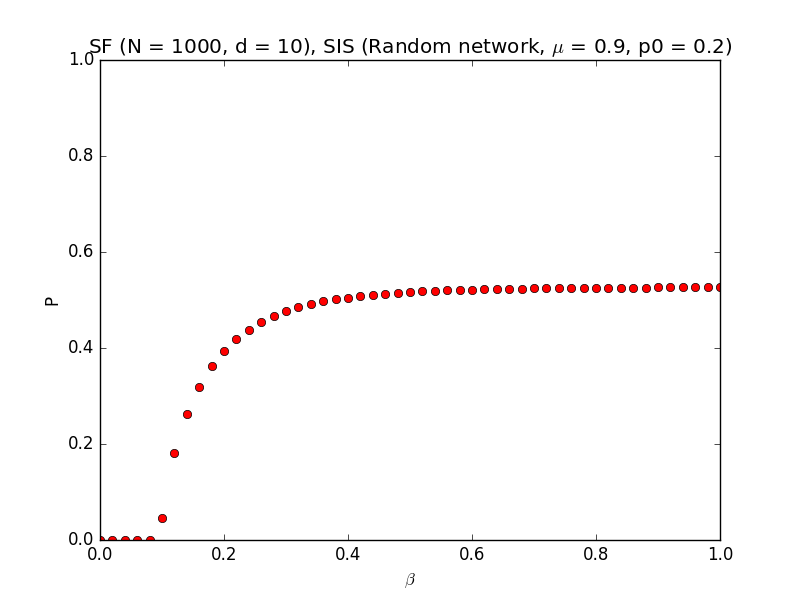 SF (N = 1000, d = 10), SIS (Random network, μ = 0.9, p0 = 0.2)
1.0
0.8
0.6
P
0.4
0.2
0.0
0.0 0.2 0.4 0.6 0.8 1.0
β